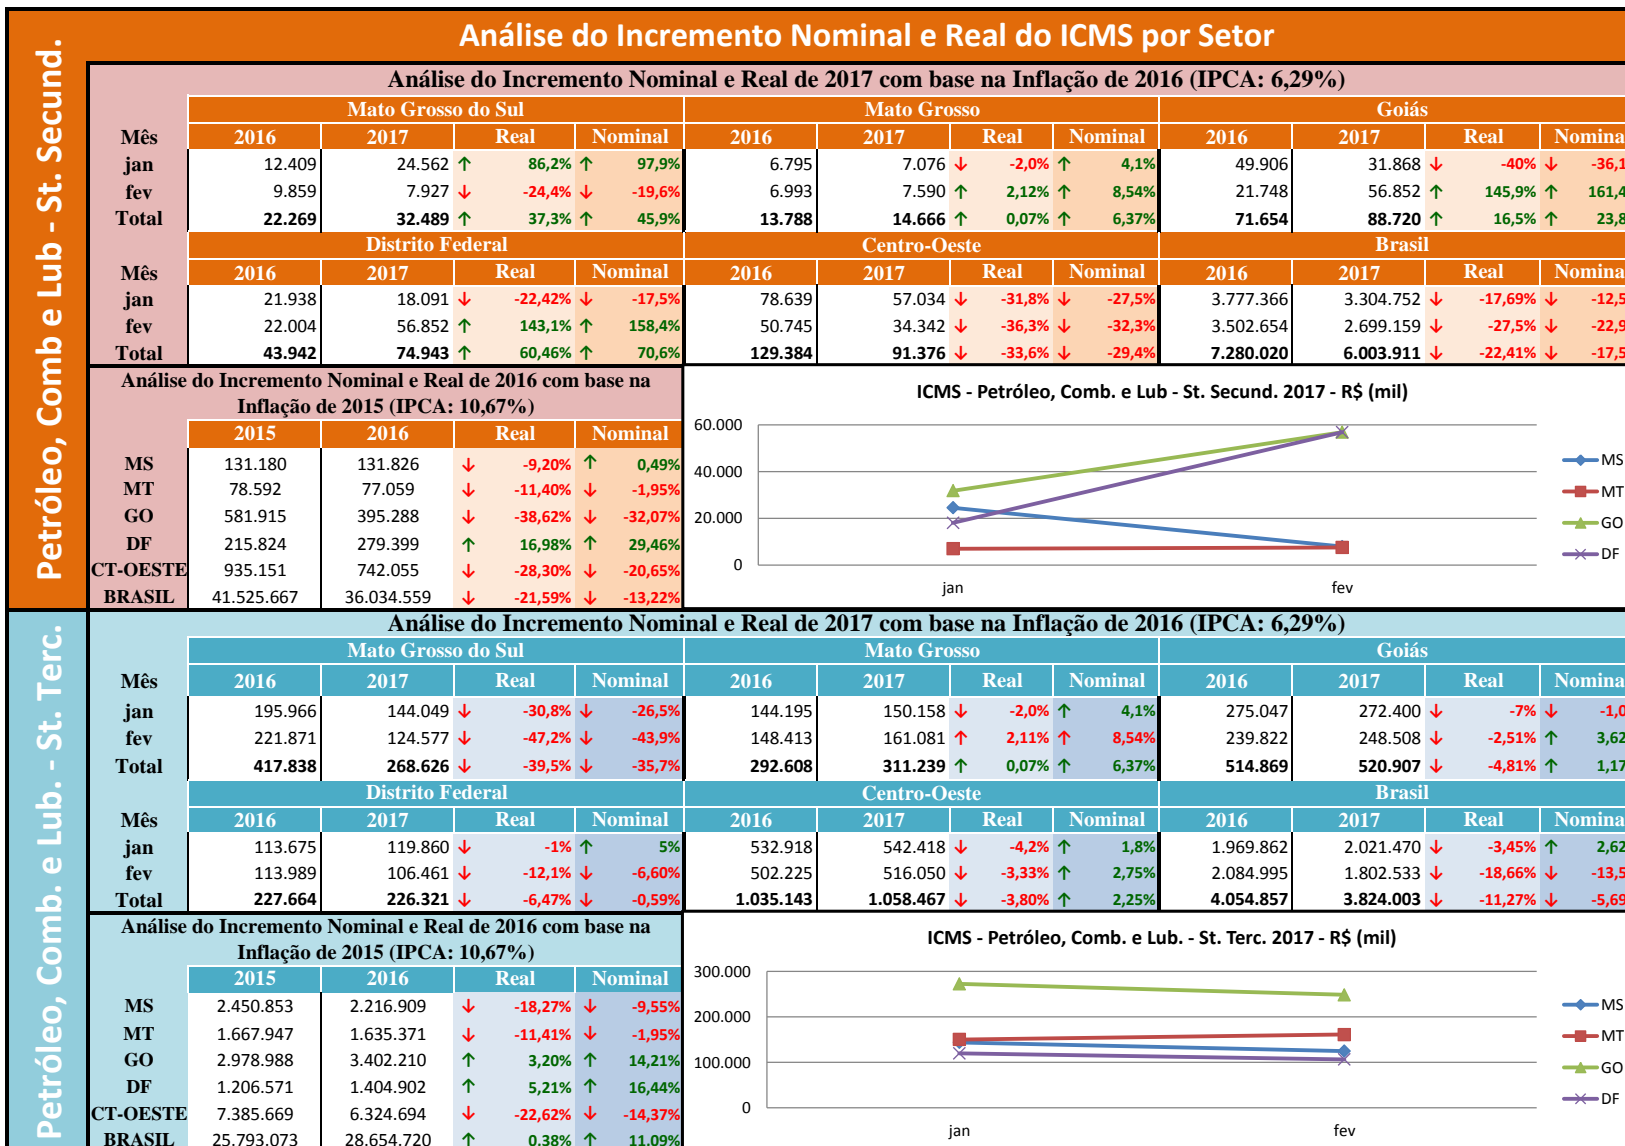 Análise do Incremento Nominal e Real do ICMS por Setor
Petróleo, Comb e Lub - St. Secund.
Análise do Incremento Nominal e Real de 2017 com base na Inflação de 2016 (IPCA: 6,29%)
Mato Grosso do Sul Mato Grosso Goiás
Mês 2016 2017 Real Nominal 2016 2017 Real Nominal 2016 2017 Real Nomina
jan 12.409 24.562 ↑ 86,2% ↑ 97,9% 6.795 7.076 ↓ -2,0% ↑ 4,1% 49.906 31.868 ↓ -40% ↓ -36,1
fev 9.859 7.927 ↓ -24,4% ↓ -19,6% 6.993 7.590 ↑ 2,12% ↑ 8,54% 21.748 56.852 ↑ 145,9% ↑ 161,4
Total 22.269 32.489 ↑ 37,3% ↑ 45,9% 13.788 14.666 ↑ 0,07% ↑ 6,37% 71.654 88.720 ↑ 16,5% ↑ 23,8
Distrito Federal Centro-Oeste Brasil
Mês 2016 2017 Real Nominal 2016 2017 Real Nominal 2016 2017 Real Nomina
jan 21.938 18.091 ↓ -22,42% ↓ -17,5% 78.639 57.034 ↓ -31,8% ↓ -27,5% 3.777.366 3.304.752 ↓ -17,69% ↓ -12,5
fev 22.004 56.852 ↑ 143,1% ↑ 158,4% 50.745 34.342 ↓ -36,3% ↓ -32,3% 3.502.654 2.699.159 ↓ -27,5% ↓ -22,9
Total 43.942 74.943 ↑ 60,46% ↑ 70,6% 129.384 91.376 ↓ -33,6% ↓ -29,4% 7.280.020 6.003.911 ↓ -22,41% ↓ -17,5
Análise do Incremento Nominal e Real de 2016 com base na
Inflação de 2015 (IPCA: 10,67%)
2015 2016 Real Nominal
MS 131.180 131.826 ↓ -9,20% ↑ 0,49%
MT 78.592 77.059 ↓ -11,40% ↓ -1,95%
GO 581.915 395.288 ↓ -38,62% ↓ -32,07%
DF 215.824 279.399 ↑ 16,98% ↑ 29,46%
CT-OESTE 935.151 742.055 ↓ -28,30% ↓ -20,65%
BRASIL 41.525.667 36.034.559 ↓ -21,59% ↓ -13,22%
ICMS - Petróleo, Comb. e Lub - St. Secund. 2017 - R$ (mil)
60.000
40.000
20.000
0
jan fev
MS
MT
GO
DF
Petróleo, Comb. e Lub. - St. Terc.
Análise do Incremento Nominal e Real de 2017 com base na Inflação de 2016 (IPCA: 6,29%)
Mato Grosso do Sul Mato Grosso Goiás
Mês 2016 2017 Real Nominal 2016 2017 Real Nominal 2016 2017 Real Nomina
jan 195.966 144.049 ↓ -30,8% ↓ -26,5% 144.195 150.158 ↓ -2,0% ↑ 4,1% 275.047 272.400 ↓ -7% ↓ -1,0
fev 221.871 124.577 ↓ -47,2% ↓ -43,9% 148.413 161.081 ↑ 2,11% ↑ 8,54% 239.822 248.508 ↓ -2,51% ↑ 3,62
Total 417.838 268.626 ↓ -39,5% ↓ -35,7% 292.608 311.239 ↑ 0,07% ↑ 6,37% 514.869 520.907 ↓ -4,81% ↑ 1,17
Distrito Federal Centro-Oeste Brasil
Mês 2016 2017 Real Nominal 2016 2017 Real Nominal 2016 2017 Real Nomina
jan 113.675 119.860 ↓ -1% ↑ 5% 532.918 542.418 ↓ -4,2% ↑ 1,8% 1.969.862 2.021.470 ↓ -3,45% ↑ 2,62
fev 113.989 106.461 ↓ -12,1% ↓ -6,60% 502.225 516.050 ↓ -3,33% ↑ 2,75% 2.084.995 1.802.533 ↓ -18,66% ↓ -13,5
Total 227.664 226.321 ↓ -6,47% ↓ -0,59% 1.035.143 1.058.467 ↓ -3,80% ↑ 2,25% 4.054.857 3.824.003 ↓ -11,27% ↓ -5,69
Análise do Incremento Nominal e Real de 2016 com base na
Inflação de 2015 (IPCA: 10,67%)
2015 2016 Real Nominal
MS 2.450.853 2.216.909 ↓ -18,27% ↓ -9,55%
MT 1.667.947 1.635.371 ↓ -11,41% ↓ -1,95%
GO 2.978.988 3.402.210 ↑ 3,20% ↑ 14,21%
DF 1.206.571 1.404.902 ↑ 5,21% ↑ 16,44%
CT-OESTE 7.385.669 6.324.694 ↓ -22,62% ↓ -14,37%
BRASIL 25.793.073 28.654.720 ↑ 0,38% ↑ 11,09%
ICMS - Petróleo, Comb. e Lub. - St. Terc. 2017 - R$ (mil)
300.000
200.000
100.000
0
jan fev
MS
MT
GO
DF